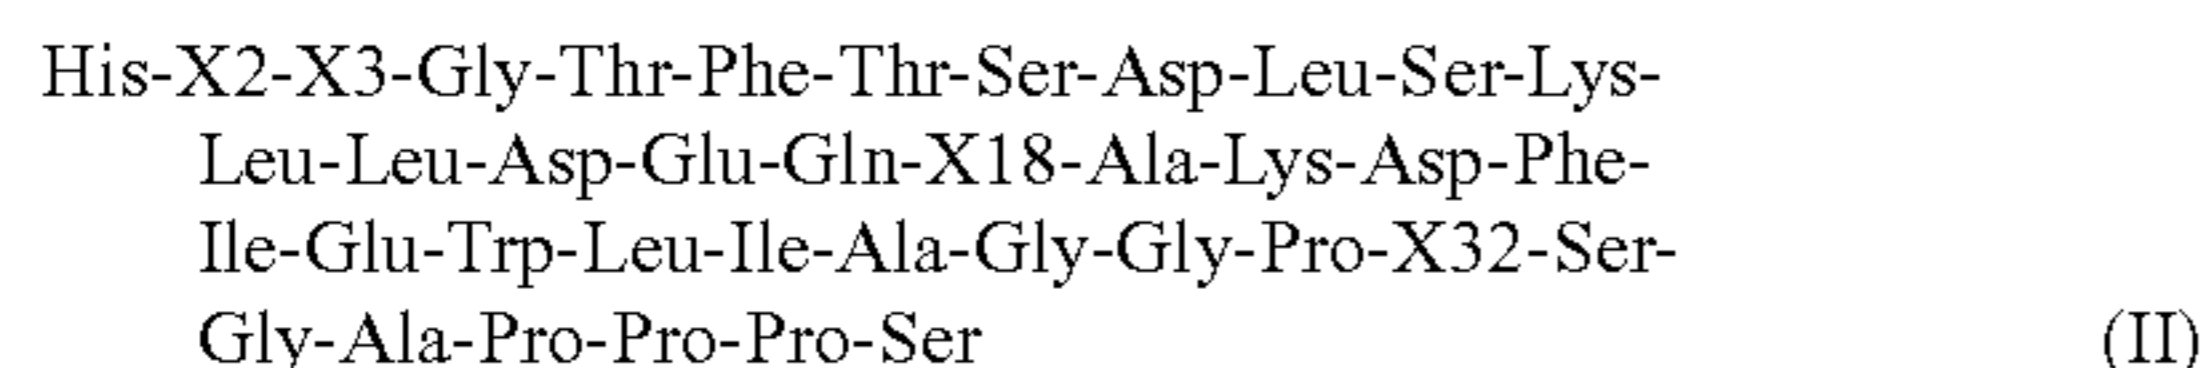 His-X2-X3-Gly-Thr-Phe-Thr-Ser-Asp-Leu-Ser-Lys-
Leu-Leu-Asp-Glu-Gln-X18-Ala-Lys-Asp-Phe-
Ile-Glu-Trp-Leu-Ile-Ala-Gly-Gly-Pro-X32-Ser-
Gly-Ala-Pro-Pro-Pro-Ser (II)